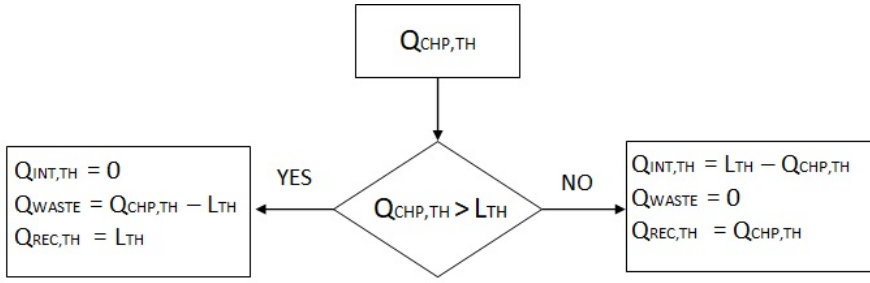 QCHP,TH
QINT,TH = 0
QWASTE = QCHP,TH – LTH
QREC,TH = LTH
YES
QCHP,TH > LTH
NO
QINT,TH = LTH – QCHP,TH
QWASTE = 0
QREC,TH = QCHP,TH